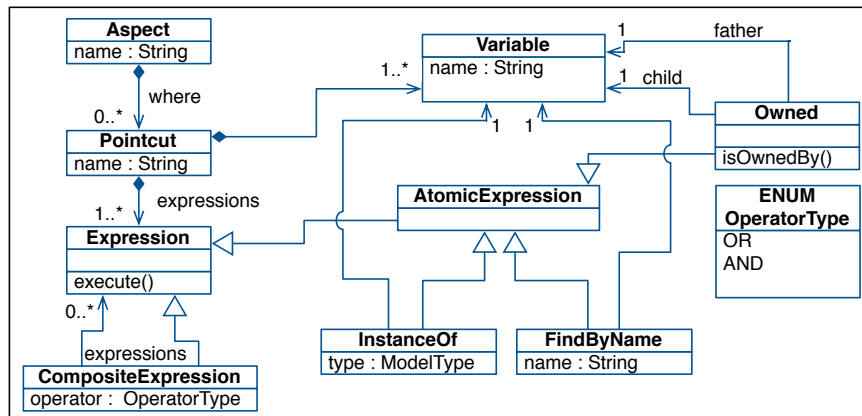 Aspect
name : String
where
0..*
Pointcut
name : String
expressions
1..*
Expression
execute()
0..*
expressions
CompositeExpression
operator : OperatorType
1..*
Variable
name : String
1
father
1
child
1
1
Owned
isOwnedBy()
AtomicExpression
ENUM
OperatorType
OR
AND
InstanceOf
type : ModelType
FindByName
name : String